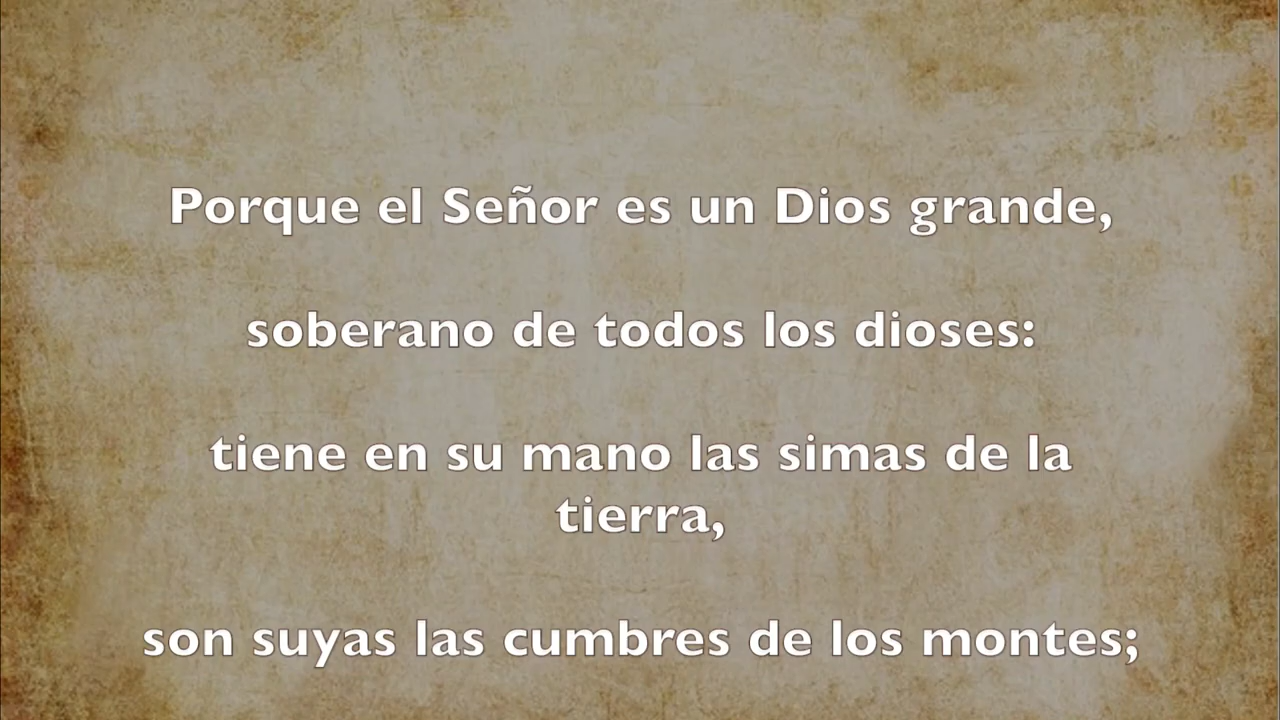 Porque el Señor es un Dios grande,
soberano de todos los dioses:
tiene en su mano las simas de la
tierra,
son suyas las cumbres de los montes;